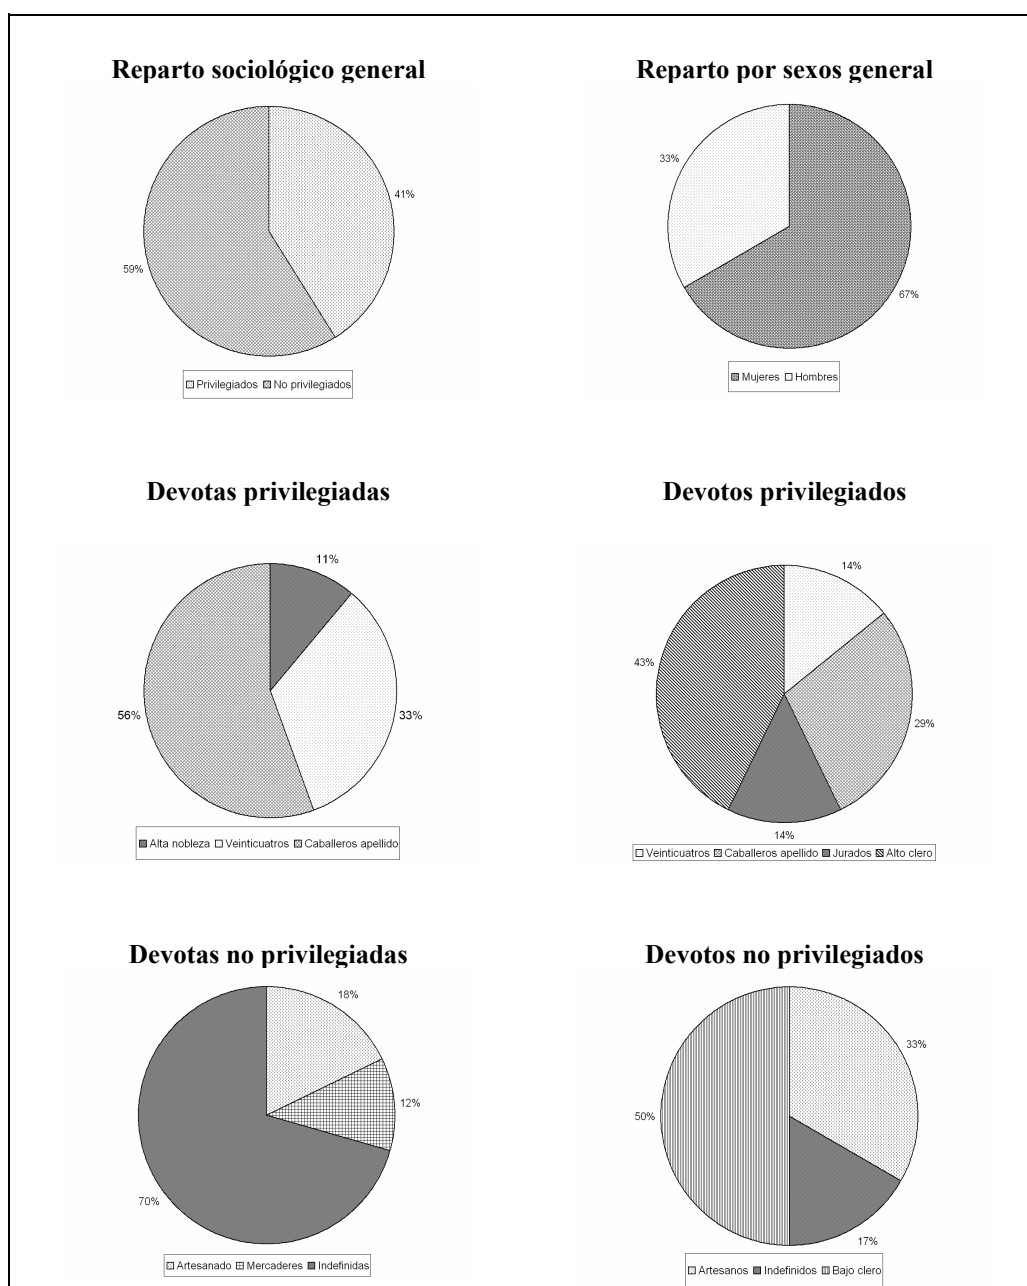 Reparto sociológico general
41%
59%
Privilegiados No privilegiados
Reparto por sexos general
33%
67%
Mujeres Hombres
Devotas privilegiadas
11%
33%
56%
Alta nobleza Veinticuatros Caballeros apellido
Devotos privilegiados
14%
43%
29%
14%
Veinticuatros Caballeros apellido Jurados Alto clero
Devotas no privilegiadas
18%
12%
70%
Artesanado Mercaderes Indefinidas
Devotos no privilegiados
33%
50%
17%
Artesanos Indefinidos Bajo clero